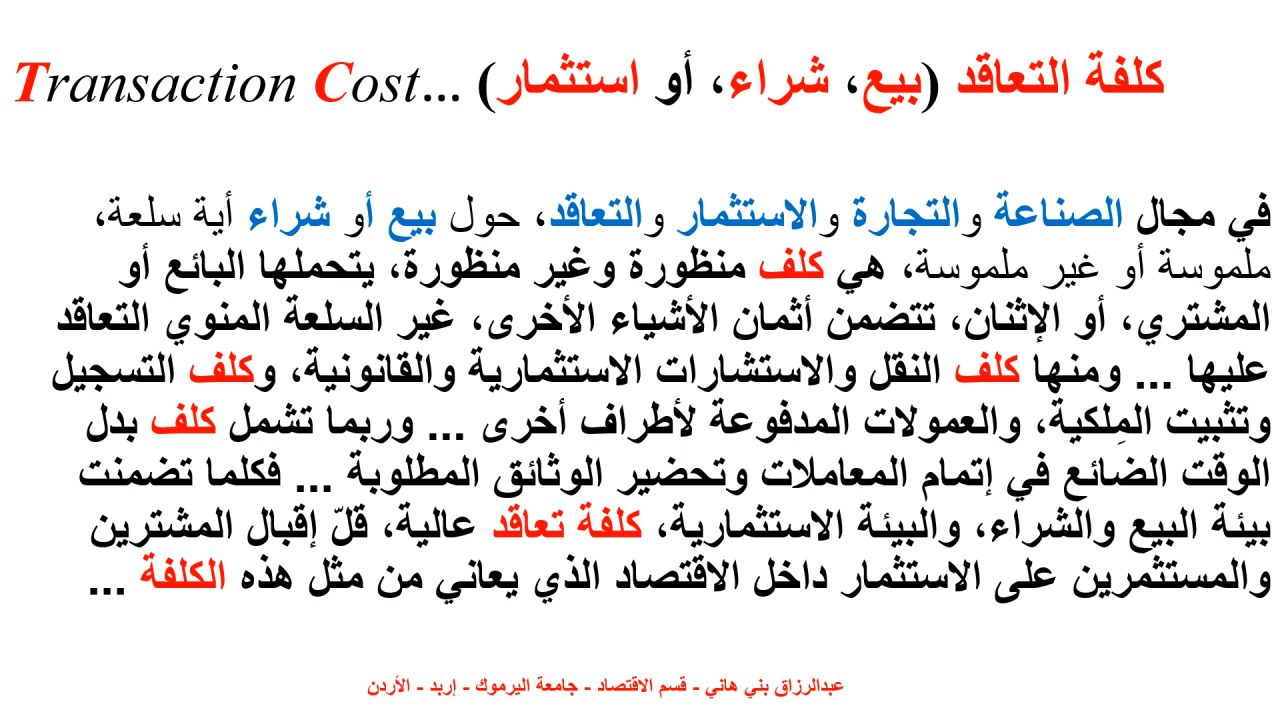 كلفة التعاقد (بيع، شراء، أو استثمار) ...Transaction Cost
في مجال الصناعة والتجارة والاستثمار والتعاقد، حول بيع أو شراء أية سلعة،
ملموسة أو غير ملموسة، هي كلف منظورة وغير منظورة، يتحملها البائع أو
المشتري، أو الإثنان، تتضمن أثمان الأشياء الأخرى، غير السلعة المنوي التعاقد
عليها ... ومنها كلف النقل والاستشارات الاستثمارية والقانونية، وكلف التسجيل
وتثبيت المِلكية، والعمولات المدفوعة لأطراف أخرى ... وربما تشمل كلف بدل
الوقت الضائع في إتمام المعاملات وتحضير الوثائق المطلوبة ... فكلما تضمنت
بيئة البيع والشراء، والبيئة الاستثمارية، كلفة تعاقد عالية، قلّ إقبال المشترين
والمستثمرين على الاستثمار داخل الاقتصاد الذي يعاني من مثل هذه الكلفة ...
عبدالرزاق بني هاني - قسم الاقتصاد - جامعة اليرموك - إربد - الأردن